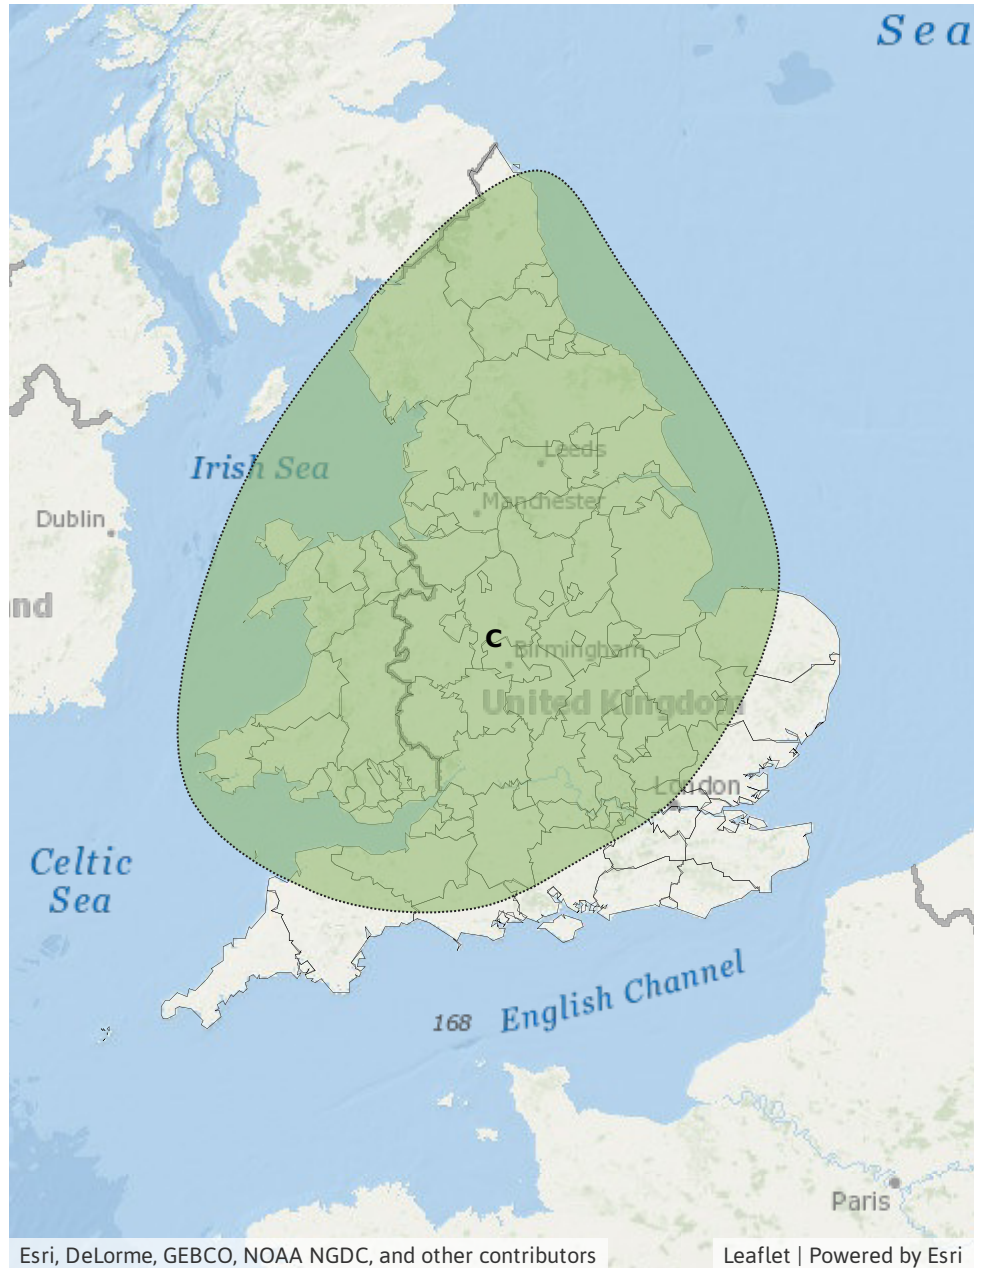 Sea
Leeds
Irish Sea
Manchester
Dublin
nd
C
Birmingham
United Kingdom
London
Celtic
Sea
English Channel
168
Paris
Esri, DeLorme, GEBCO, NOAA NGDC, and other contributors
Leaflet | Powered by Esri